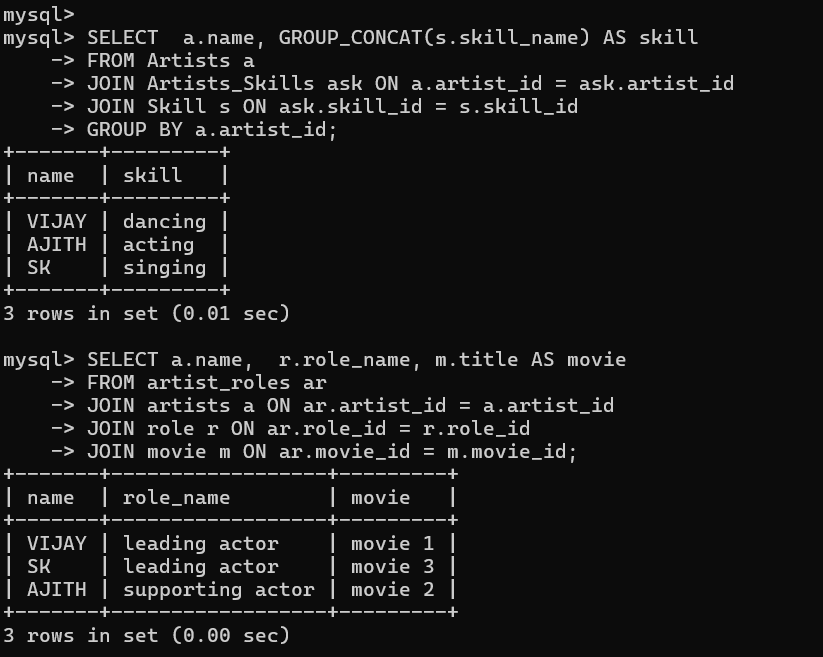 mysql>
mysql> SELECT  a.name, GROUP_CONCAT(s.skill_name) AS skill
    -> FROM Artists a
    -> JOIN Artists_Skills ask ON a.artist_id = ask.artist_id
    -> JOIN Skill s ON ask.skill_id = s.skill_id
    -> GROUP BY a.artist_id;
+-------+---------+
| name  | skill   |
+-------+---------+
| VIJAY | dancing |
| AJITH | acting  |
| SK    | singing |
+-------+---------+
3 rows in set (0.01 sec)

mysql> SELECT a.name,  r.role_name, m.title AS movie
    -> FROM artist_roles ar
    -> JOIN artists a ON ar.artist_id = a.artist_id
    -> JOIN role r ON ar.role_id = r.role_id
    -> JOIN movie m ON ar.movie_id = m.movie_id;
+-------+------------------+---------+
| name  | role_name        | movie   |
+-------+------------------+---------+
| VIJAY | leading actor    | movie 1 |
| SK    | leading actor    | movie 3 |
| AJITH | supporting actor | movie 2 |
+-------+------------------+---------+
3 rows in set (0.00 sec)